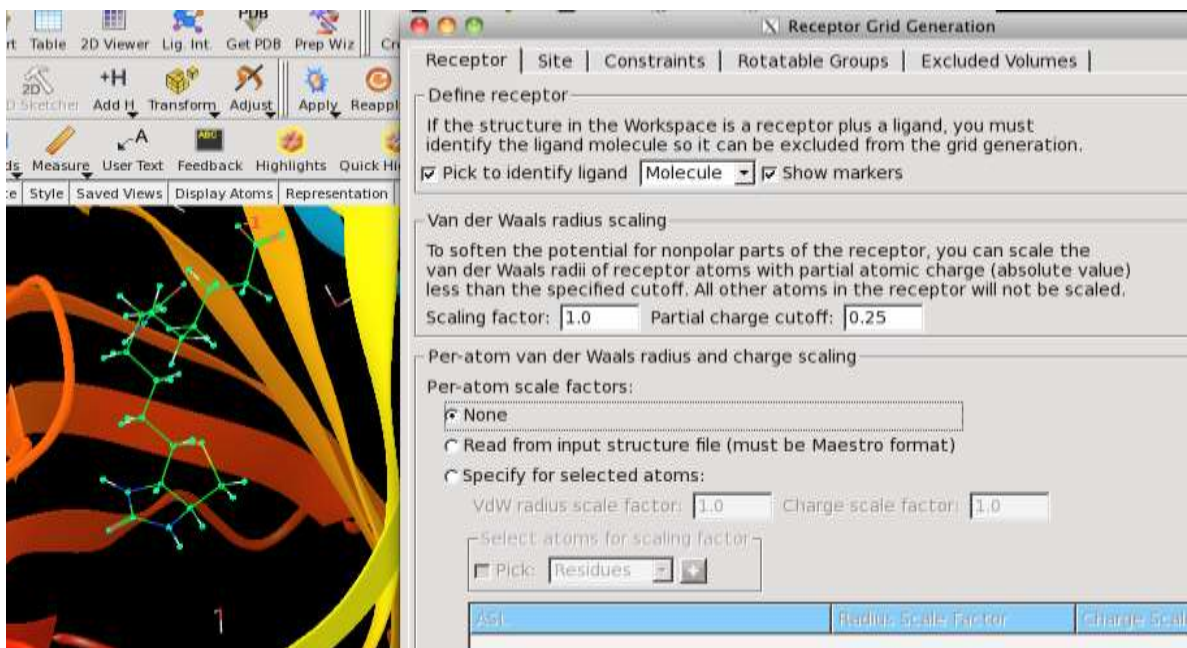 PDB
rt Table 2D Viewer Lig. Int. Get PDB Prep Wiz Cr
2D
D Sketcher Add H Transform Adjust Apply Reappl
+H
A
ABC
ds Measure User Text Feedback Highlights Quick Hi
te Style Saved Views Display Atoms Representation
-1
X Receptor Grid Generation
Receptor Site Constraints Rotatable Groups Excluded Volumes
Define receptor
If the structure in the Workspace is a receptor plus a ligand, you must
identify the ligand molecule so it can be excluded from the grid generation.
Pick to identify ligand Molecule Show markers
Van der Waals radius scaling
To soften the potential for nonpolar parts of the receptor, you can scale the
van der Waals radii of receptor atoms with partial atomic charge (absolute value)
less than the specified cutoff. All other atoms in the receptor will not be scaled.
Scaling factor: 1.0 Partial charge cutoff: 0.25
Per-atom van der Waals radius and charge scaling
Per-atom scale factors:
None
Read from input structure file (must be Maestro format)
Specify for selected atoms:
VdW radius scale factor: 1.0 Charge scale factor: 1.0
Select atoms for scaling factor
Pick: Residues +
ASL Radius Scale Factor Charge Scal